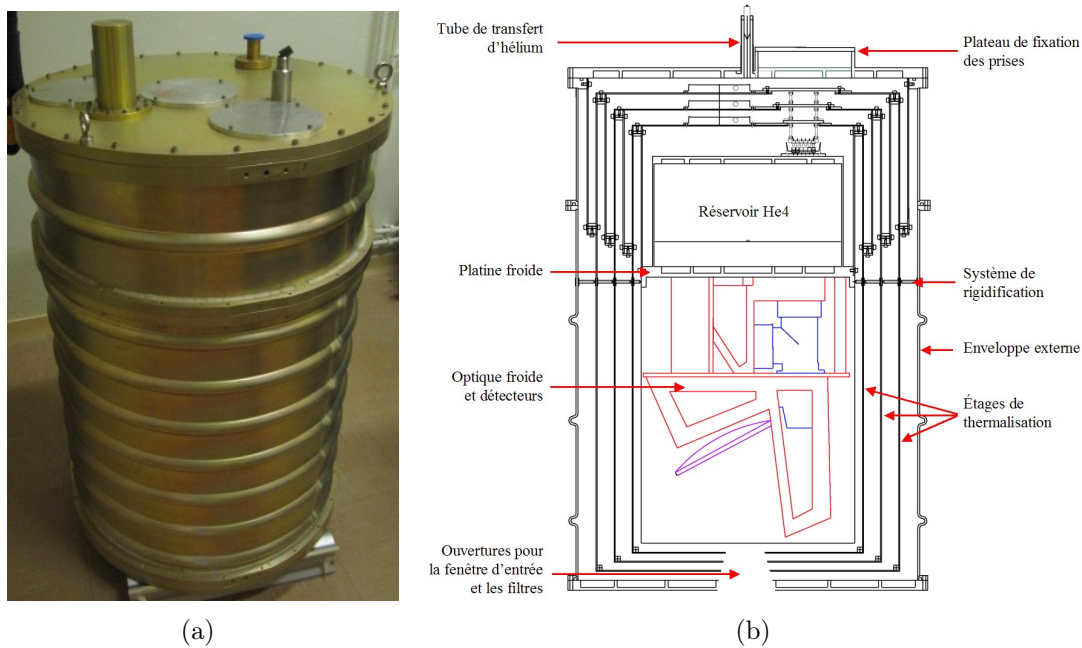 Tube de transfert
d'hélium
Plateau de fixation
des prises
Réservoir He4
Platine froide
Système de
rigidification
Enveloppe externe
Optique froide
et détecteurs
Étages de
thermalisation
Ouvertures pour
la fenêtre d'entrée
et les filtres
(a)
(b)